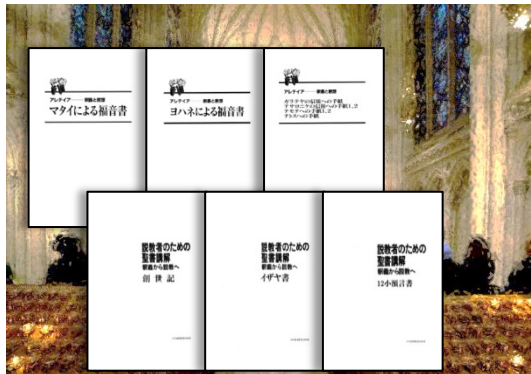 アレテイア——釈義と黙想
マタイによる福音書
アレテイア——釈義と黙想
ヨハネによる福音書
アレテイア——釈義と黙想
ガラテヤの信徒への手紙
テサロニケの信徒への手紙1,2
テモテへの手紙1,2
テトスへの手紙
説教者のための
聖書講解
釈義から説教へ
創世記
説教者のための
聖書講解
釈義から説教へ
イザヤ書
説教者のための
聖書講解
釈義から説教へ
12小預言書